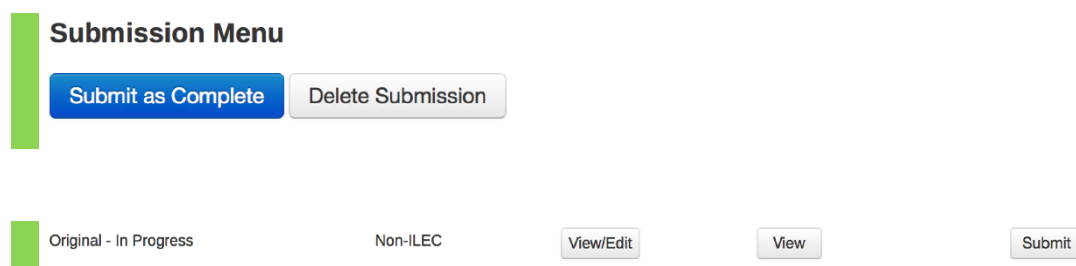 Submission Menu
Submit as Complete Delete Submission
Original - In Progress Non-ILEC View/Edit View Submit